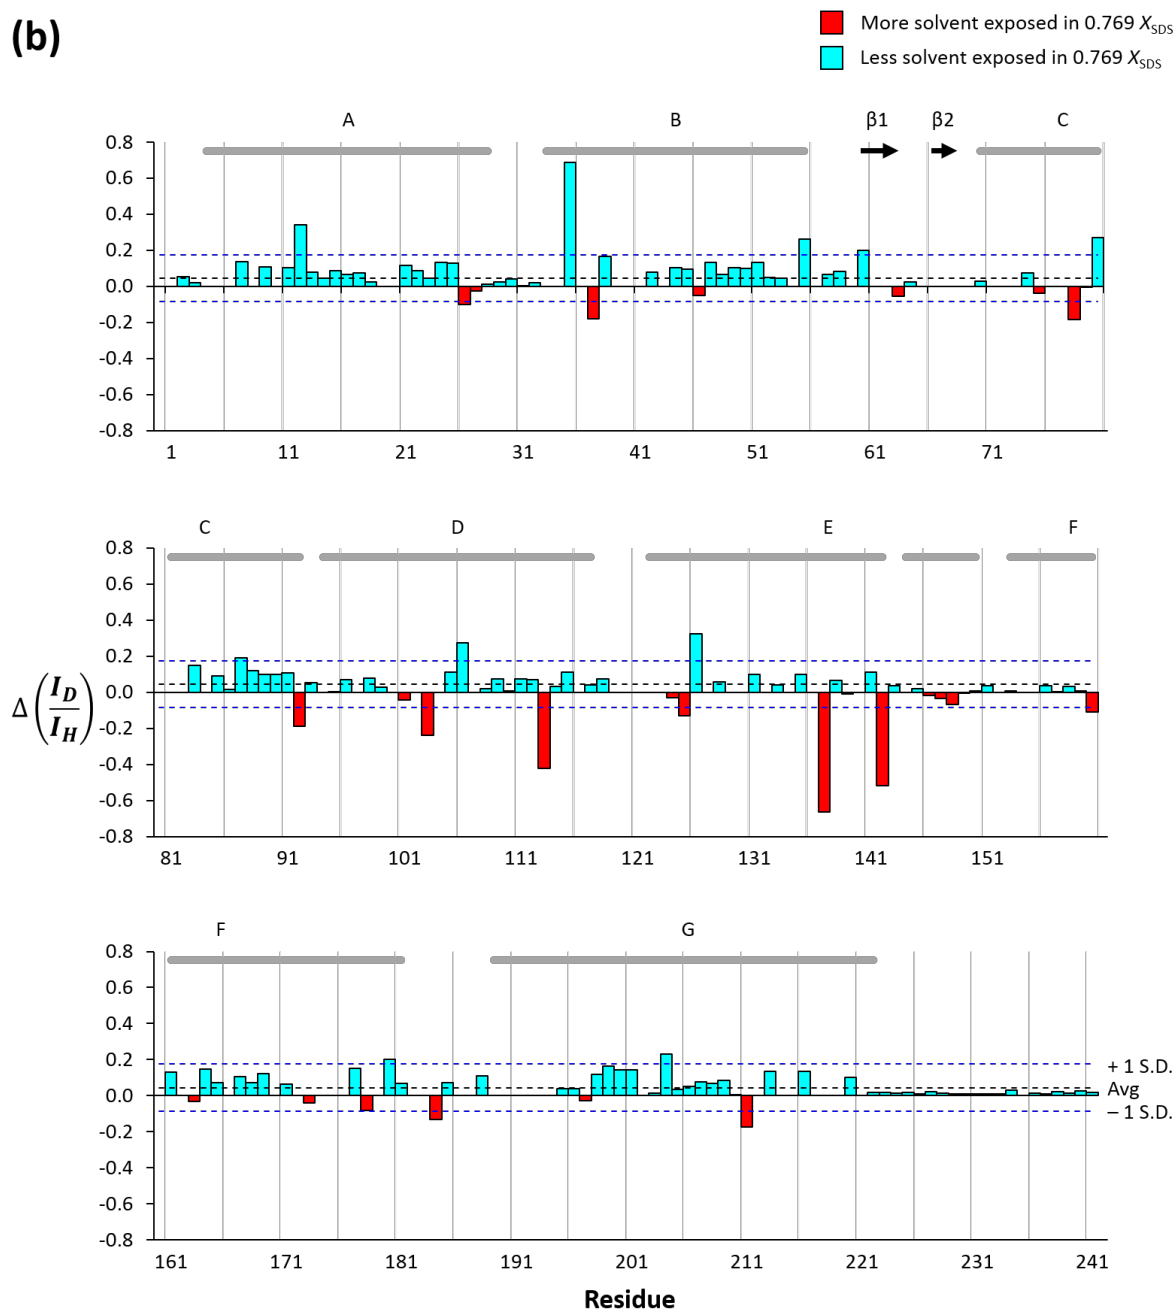 (b)
More solvent exposed in 0.769 XSDS
Less solvent exposed in 0.769 XSDS
A B β1 β2 C
0.8
0.6
0.4
0.2
0.0
-0.2
-0.4
-0.6
-0.8
1 11 21 31 41 51 61 71
C D E F
0.8
0.6
0.4
0.2
0.0
-0.2
-0.4
-0.6
-0.8
Δ(ID/IH)
81 91 101 111 121 131 141 151
F G
0.8
0.6
0.4
0.2
0.0
-0.2
-0.4
-0.6
-0.8
+ 1 S.D.
Avg
– 1 S.D.
161 171 181 191 201 211 221 231 241
Residue